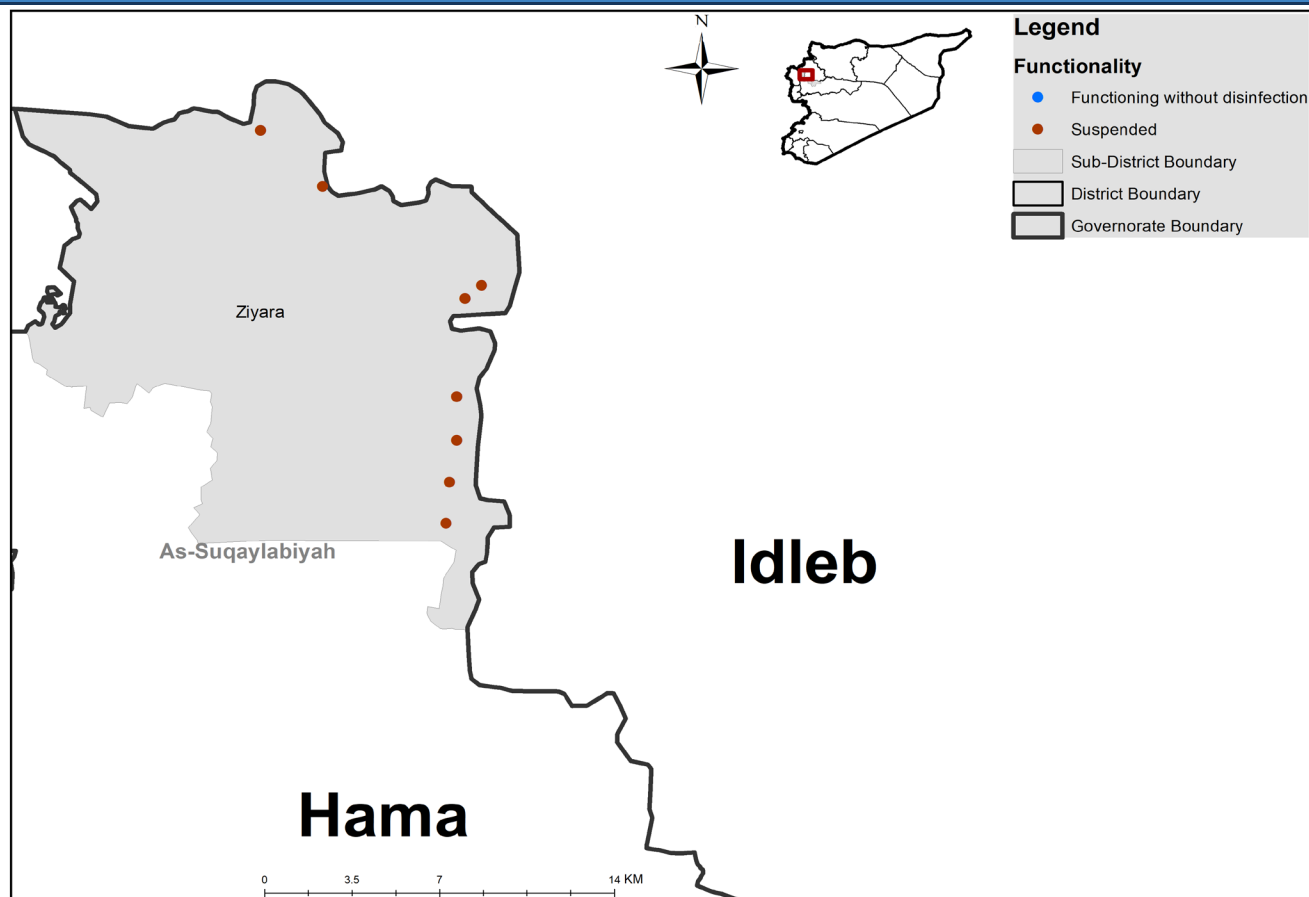 N
Legend
Functionality
Functioning without disinfection
Suspended
Sub-District Boundary
District Boundary
Governorate Boundary
Ziyara
As-Suqaylabiyah
Idleb
Hama
0 3.5 7 14 KM